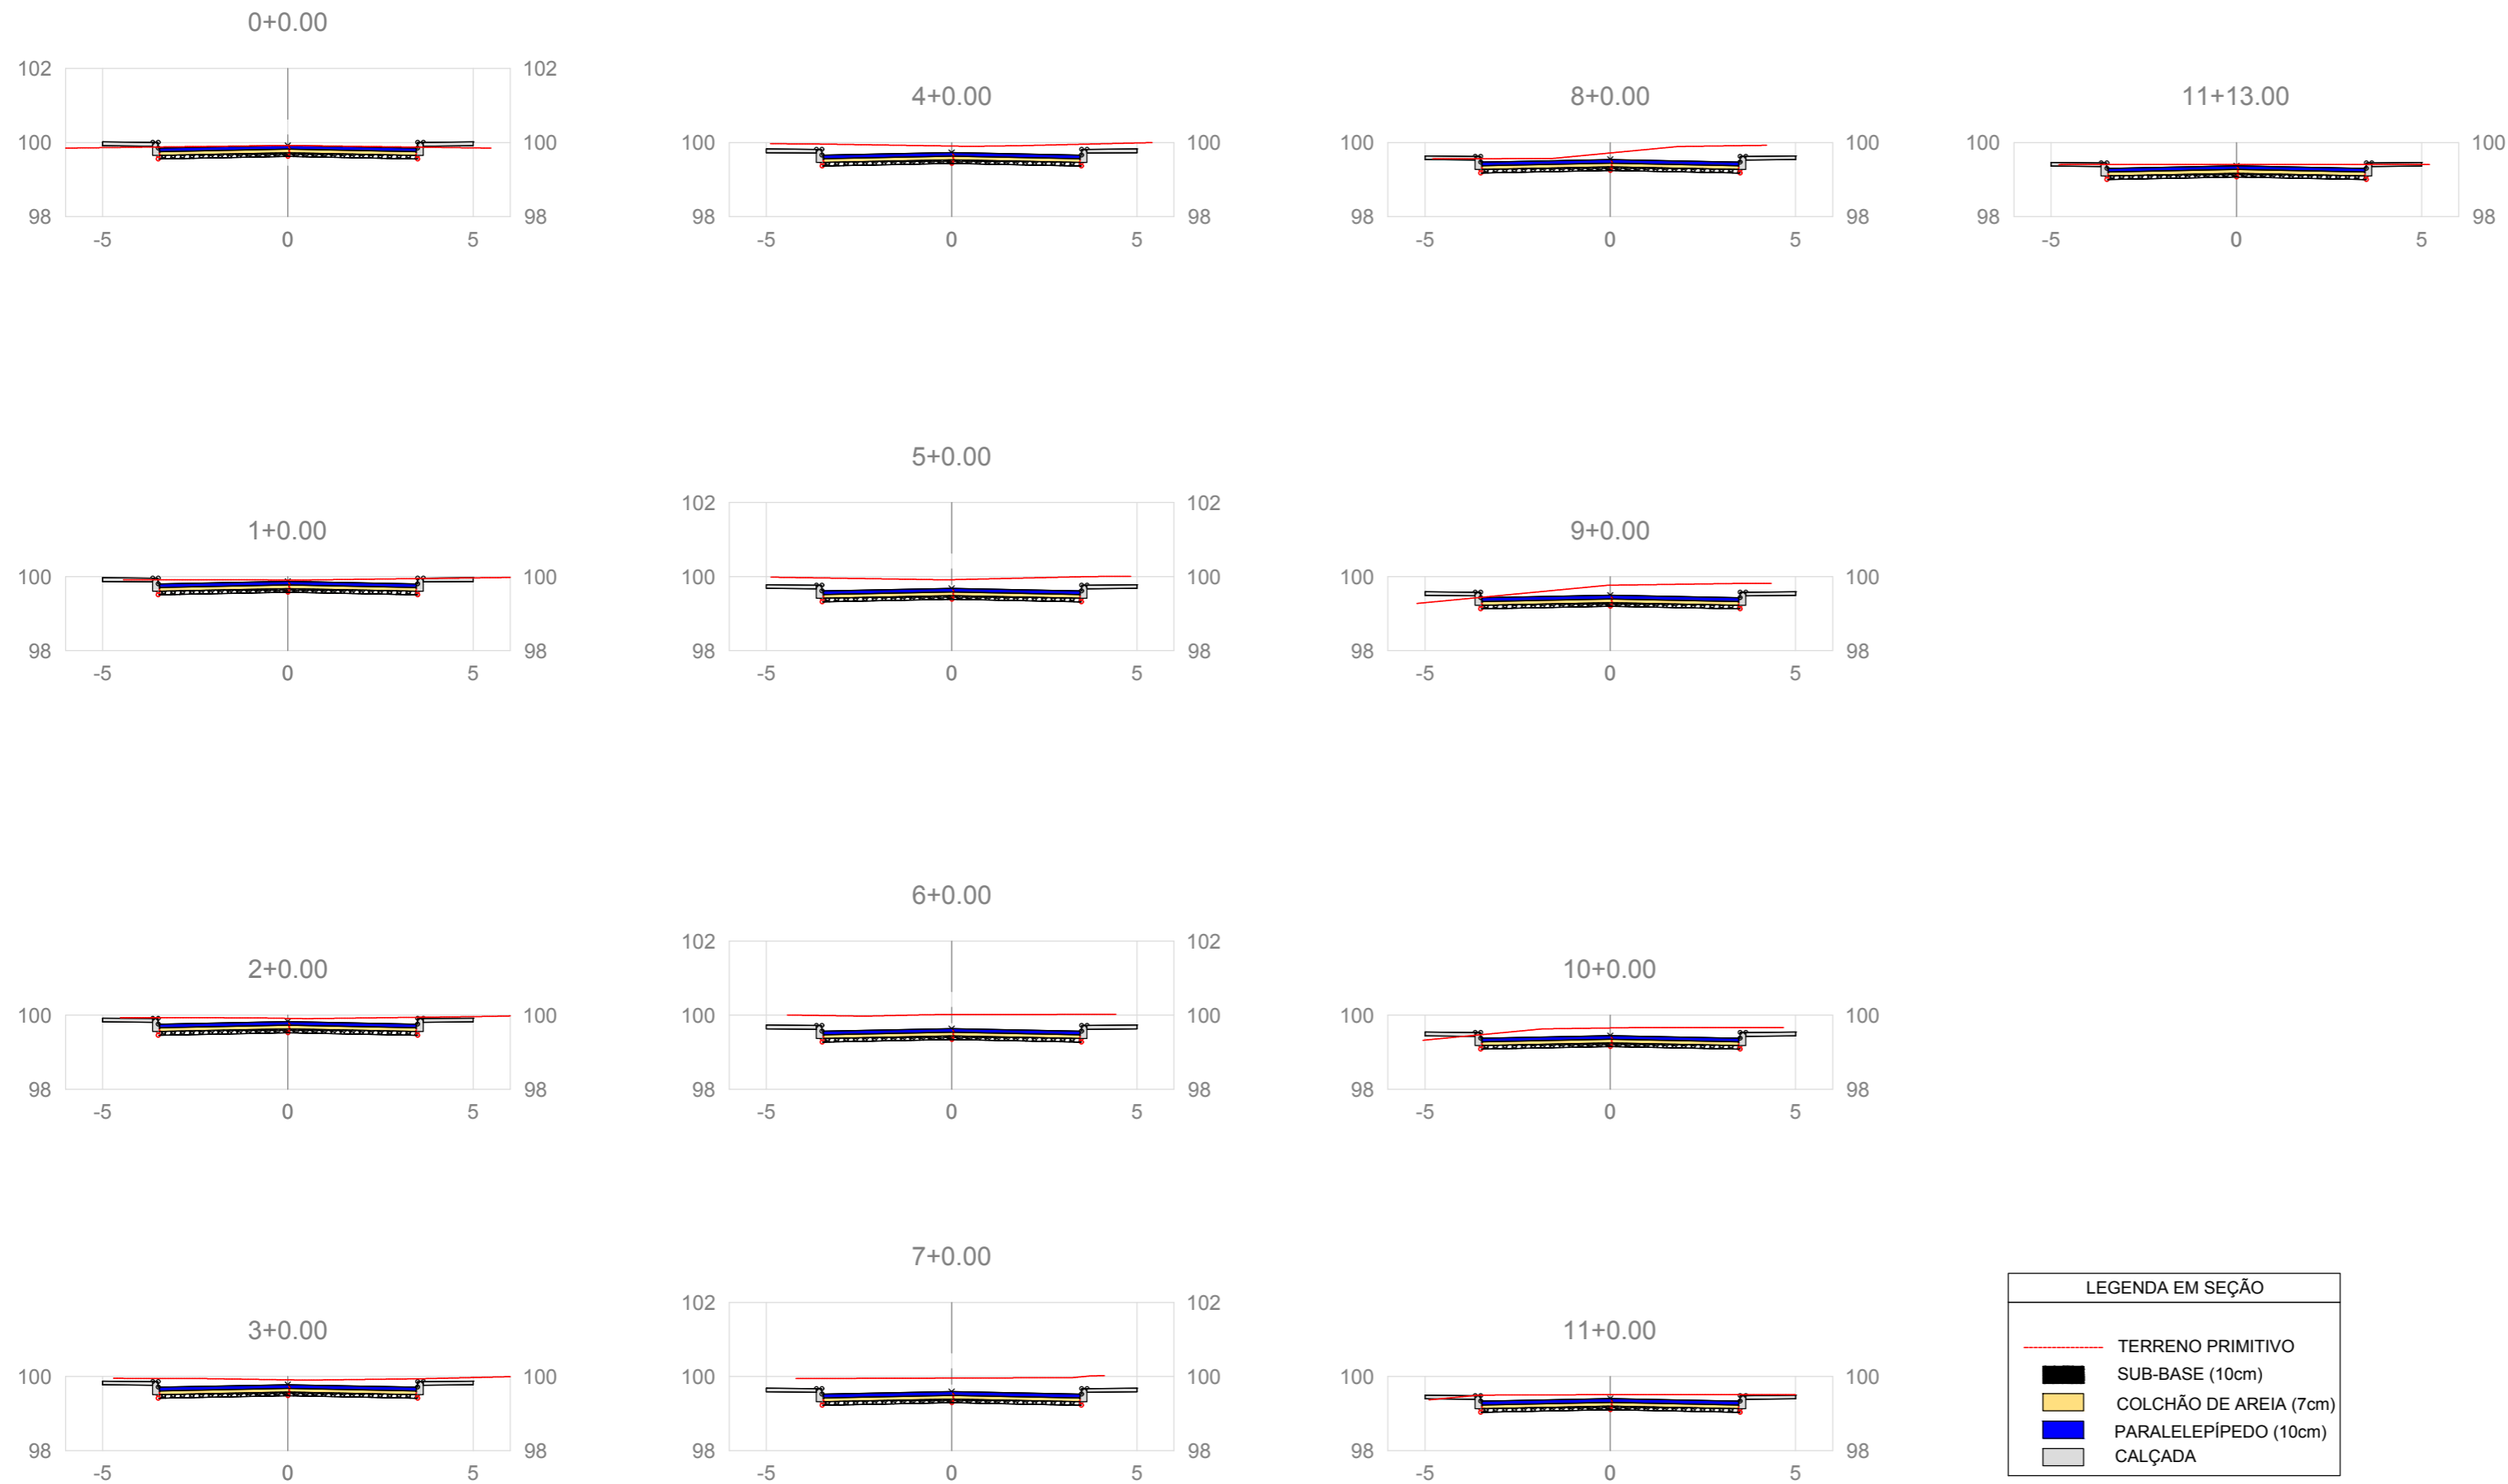 0+0.00
102 102
100 100
98 98
-5 0 5
4+0.00
100 100
98 98
-5 0 5
8+0.00
100 100
98 98
-5 0 5
11+13.00
100 100
98 98
-5 0 5
1+0.00
100 100
98 98
-5 0 5
5+0.00
102 102
100 100
98 98
-5 0 5
9+0.00
100 100
98 98
-5 0 5
2+0.00
100 100
98 98
-5 0 5
6+0.00
102 102
100 100
98 98
-5 0 5
10+0.00
100 100
98 98
-5 0 5
3+0.00
100 100
98 98
-5 0 5
7+0.00
102 102
100 100
98 98
-5 0 5
11+0.00
100 100
98 98
-5 0 5
LEGENDA EM SEÇÃO
TERRENO PRIMITIVO
SUB-BASE (10cm)
COLCHÃO DE AREIA (7cm)
PARALELEPÍPEDO (10cm)
CALÇADA